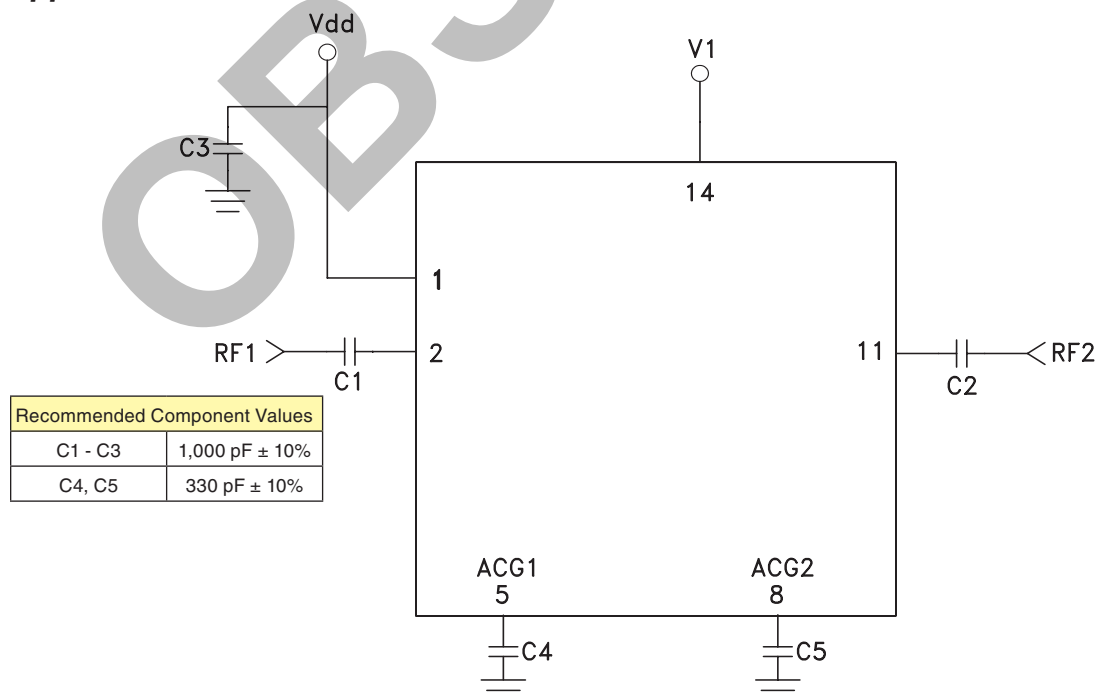 Vdd
V1
C3
14
1
RF1
2
C1
11
RF2
C2
Recommended Component Values
C1 - C3 1,000 pF ± 10%
C4, C5 330 pF ± 10%
ACG1
5
ACG2
8
C4
C5